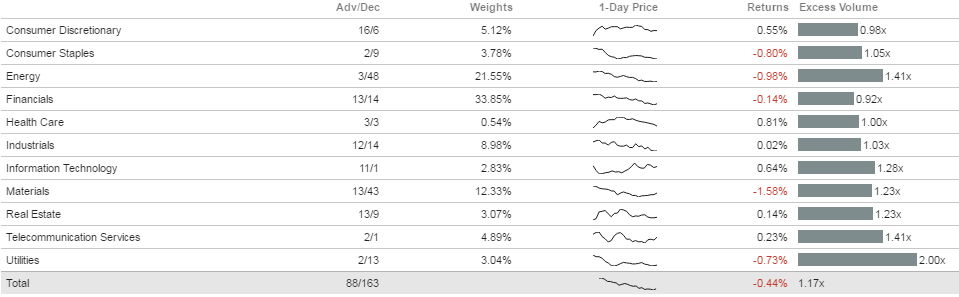 Adv/Dec Weights 1-Day Price Returns Excess Volume
Consumer Discretionary 16/6 5.12% 0.55% 0.98x
Consumer Staples 2/9 3.78% -0.80% 1.05x
Energy 3/48 21.55% -0.98% 1.41x
Financials 13/14 33.85% -0.14% 0.92x
Health Care 3/3 0.54% 0.81% 1.00x
Industrials 12/14 8.98% 0.02% 1.03x
Information Technology 11/1 2.83% 0.64% 1.28x
Materials 13/43 12.33% -1.58% 1.23x
Real Estate 13/9 3.07% 0.14% 1.23x
Telecommunication Services 2/1 4.89% 0.23% 1.41x
Utilities 2/13 3.04% -0.73% 2.00x
Total 88/163 -0.44% 1.17x